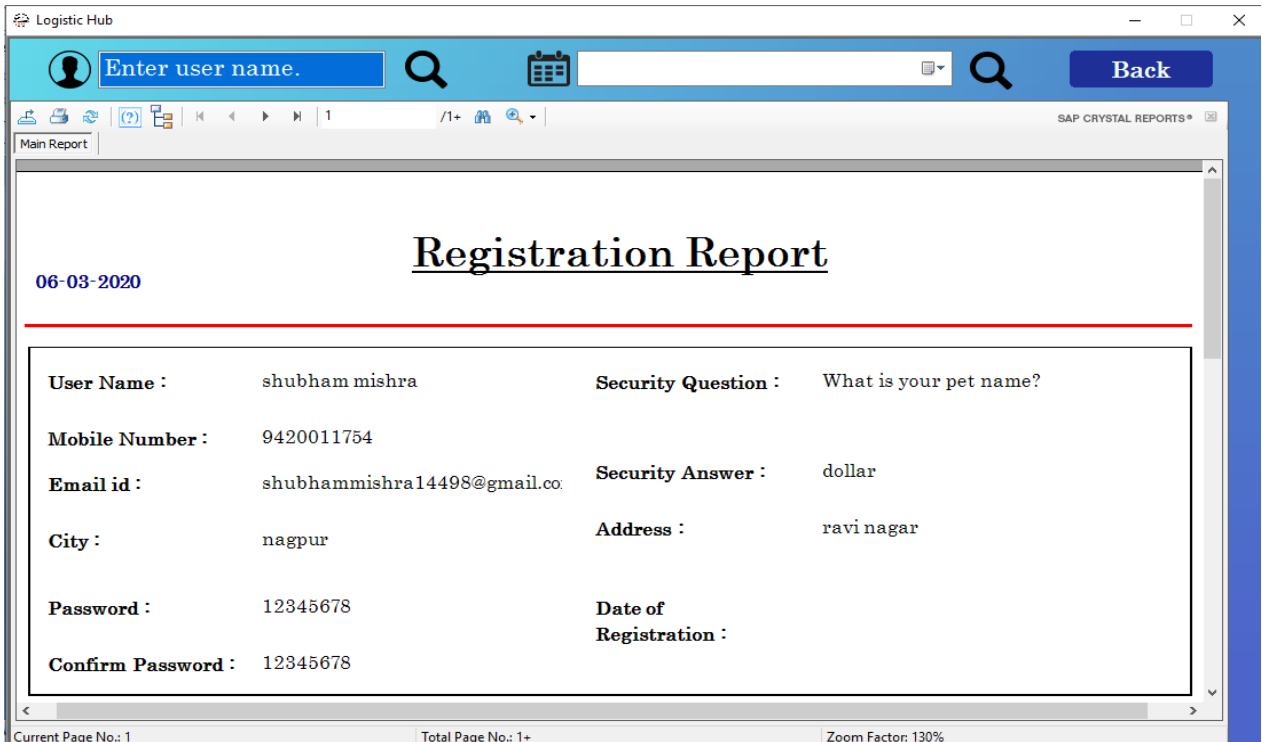 Logistic Hub
Enter user name.
Back
1 /1+
SAP CRYSTAL REPORTS®
Main Report
Registration Report
06-03-2020
User Name : shubham mishra
Security Question : What is your pet name?
Mobile Number : 9420011754
Email id : shubhammishra14498@gmail.co
Security Answer : dollar
City : nagpur
Address : ravi nagar
Password : 12345678
Date of
Registration :
Confirm Password : 12345678
Current Page No.: 1 Total Page No.: 1+ Zoom Factor: 130%